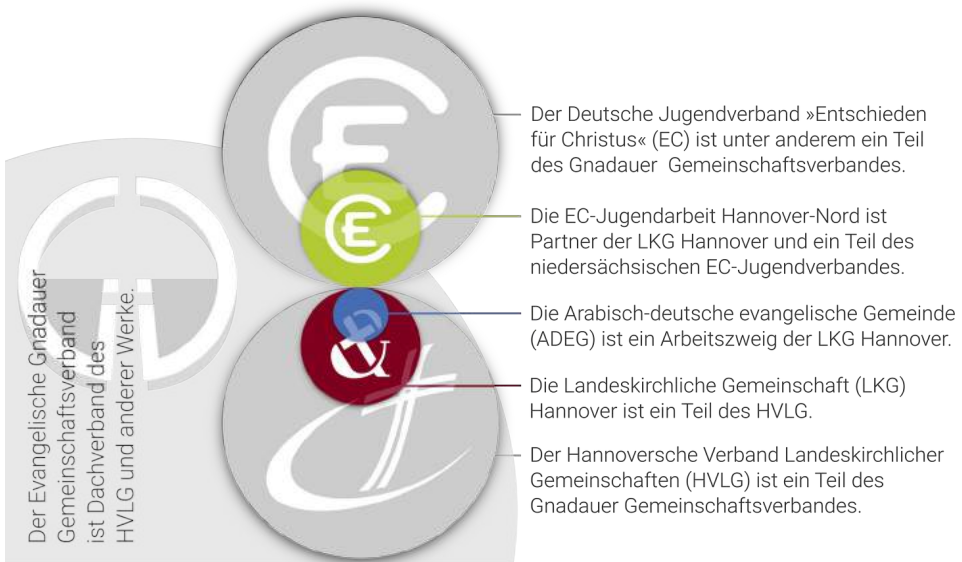 Der Deutsche Jugendverband »Entschieden
für Christus« (EC) ist unter anderem ein Teil
des Gnadauer Gemeinschaftsverbandes.
Die EC-Jugendarbeit Hannover-Nord ist
Partner der LKG Hannover und ein Teil des
niedersächsischen EC-Jugendverbandes.
Die Arabisch-deutsche evangelische Gemeinde
(ADEG) ist ein Arbeitszweig der LKG Hannover.
Die Landeskirchliche Gemeinschaft (LKG)
Hannover ist ein Teil des HVLG.
Der Hannoversche Verband Landeskirchlicher
Gemeinschaften (HVLG) ist ein Teil des
Gnadauer Gemeinschaftsverbandes.
Der Evangelische Gnadauer
Gemeinschaftsverband
ist Dachverband des
HVLG und anderer Werke.
EC
EC
&